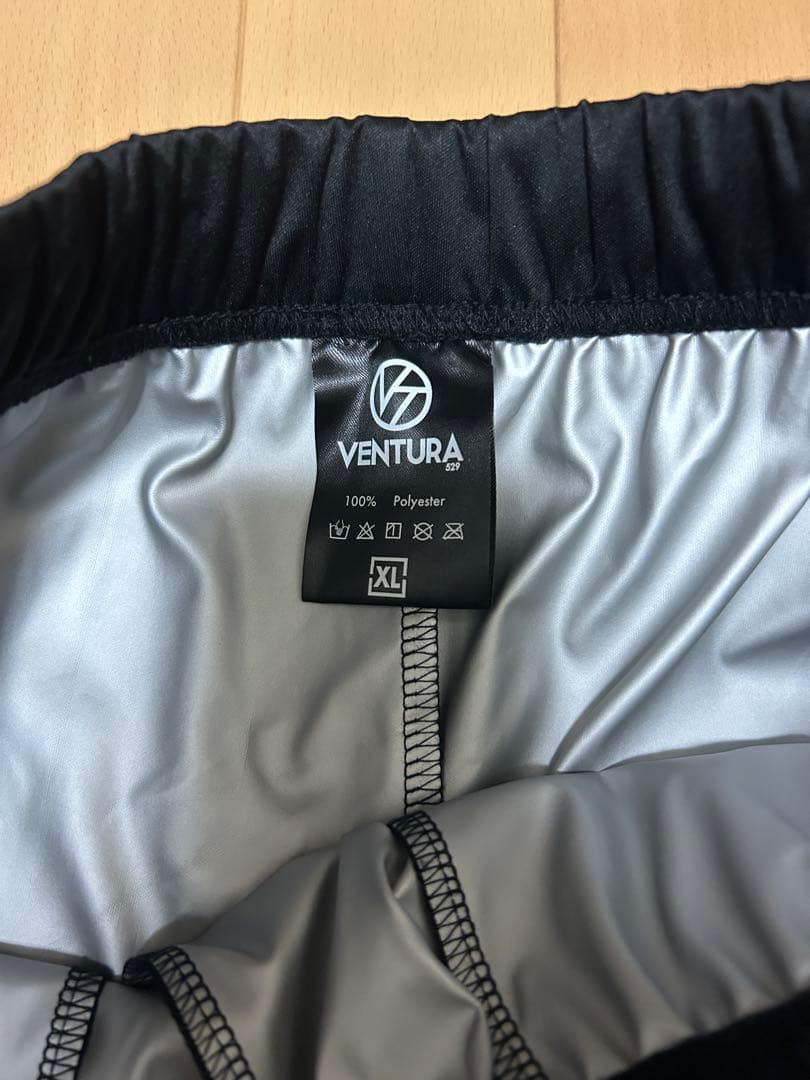 VENTURA
529
100% Polyester
XL